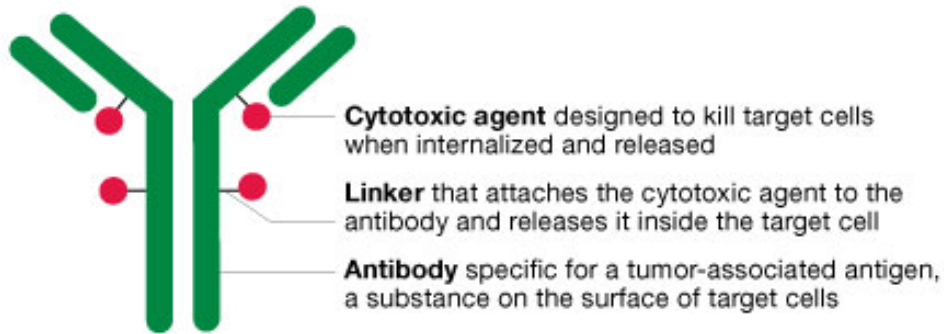 Cytotoxic agent designed to kill target cells
when internalized and released
Linker that attaches the cytotoxic agent to the
antibody and releases it inside the target cell
Antibody specific for a tumor-associated antigen,
a substance on the surface of target cells